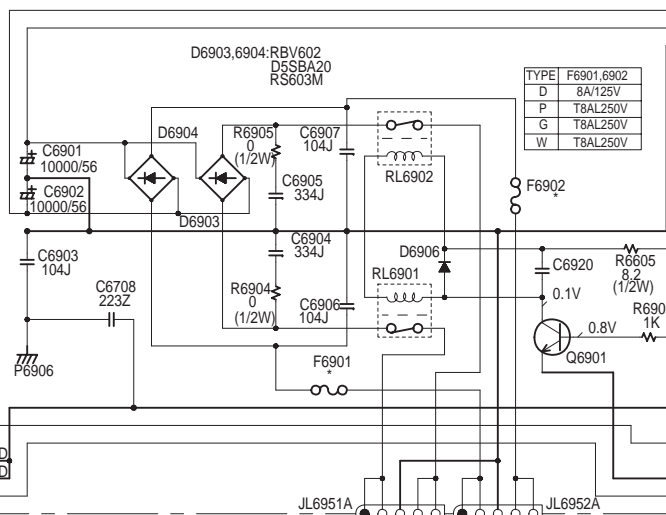 D6903,6904:RBV602
D5SBA20
RS603M
TYPE F6901,6902
D 8A/125V
P T8AL250V
G T8AL250V
W T8AL250V
C6901
10000/56
C6902
10000/56
D6904
D6903
R6905
0
(1/2W)
C6907
104J
RL6902
C6905
334J
F6902
*
C6903
104J
C6904
334J
D6906
C6920
R6605
8.2
(1/2W)
C6708
223Z
R6904
0
(1/2W)
C6906
104J
RL6901
0.1V
0.8V
R690
1K
Q6901
P6906
F6901
*
D
D
JL6951A
JL6952A